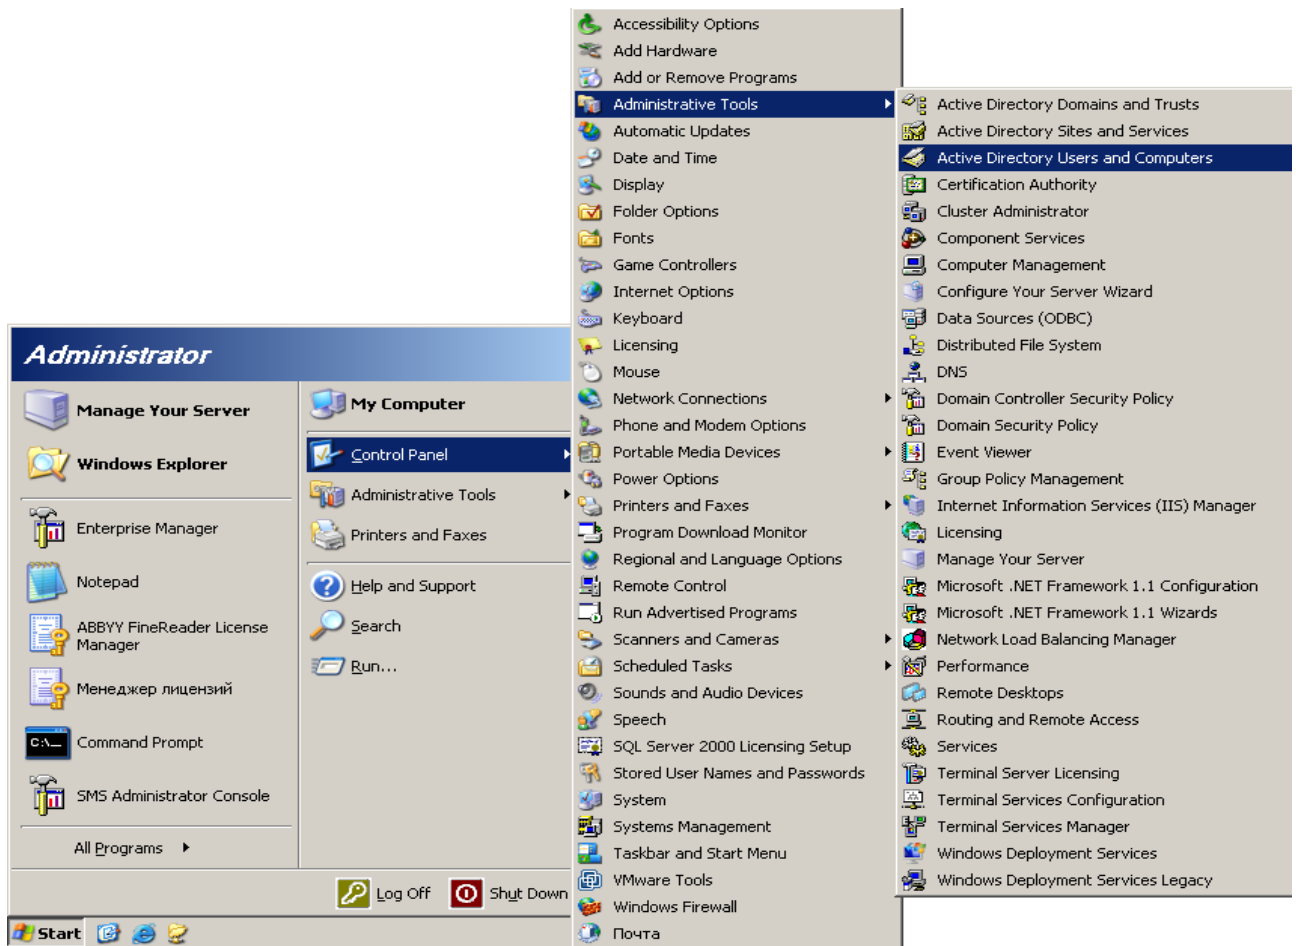 Administrator
Manage Your Server
Windows Explorer
Enterprise Manager
Notepad
ABBYY FineReader License
Manager
Менеджер лицензий
Command Prompt
SMS Administrator Console
All Programs
My Computer
Control Panel
Administrative Tools
Printers and Faxes
Help and Support
Search
Run...
Log Off
Shut Down
Start
Accessibility Options
Add Hardware
Add or Remove Programs
Administrative Tools
Automatic Updates
Date and Time
Display
Folder Options
Fonts
Game Controllers
Internet Options
Keyboard
Licensing
Mouse
Network Connections
Phone and Modem Options
Portable Media Devices
Power Options
Printers and Faxes
Program Download Monitor
Regional and Language Options
Remote Control
Run Advertised Programs
Scanners and Cameras
Scheduled Tasks
Sounds and Audio Devices
Speech
SQL Server 2000 Licensing Setup
Stored User Names and Passwords
System
Systems Management
Taskbar and Start Menu
VMware Tools
Windows Firewall
Почта
Active Directory Domains and Trusts
Active Directory Sites and Services
Active Directory Users and Computers
Certification Authority
Cluster Administrator
Component Services
Computer Management
Configure Your Server Wizard
Data Sources (ODBC)
Distributed File System
DNS
Domain Controller Security Policy
Domain Security Policy
Event Viewer
Group Policy Management
Internet Information Services (IIS) Manager
Licensing
Manage Your Server
Microsoft .NET Framework 1.1 Configuration
Microsoft .NET Framework 1.1 Wizards
Network Load Balancing Manager
Performance
Remote Desktops
Routing and Remote Access
Services
Terminal Server Licensing
Terminal Services Configuration
Terminal Services Manager
Windows Deployment Services
Windows Deployment Services Legacy